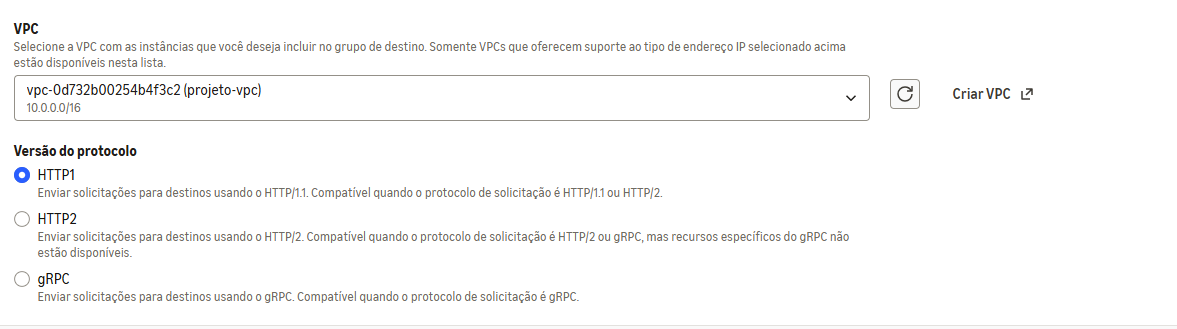 VPC
Selecione a VPC com as instâncias que você deseja incluir no grupo de destino. Somente VPCs que oferecem suporte ao tipo de endereço IP selecionado acima
estão disponíveis nesta lista.
vpc-0d732b00254b4f3c2 (projeto-vpc)
10.0.0.0/16
Criar VPC
Versão do protocolo
HTTP1
Enviar solicitações para destinos usando o HTTP/1.1. Compatível quando o protocolo de solicitação é HTTP/1.1 ou HTTP/2.
HTTP2
Enviar solicitações para destinos usando o HTTP/2. Compatível quando o protocolo de solicitação é HTTP/2 ou gRPC, mas recursos específicos do gRPC não
estão disponíveis.
gRPC
Enviar solicitações para destinos usando o gRPC. Compatível quando o protocolo de solicitação é gRPC.